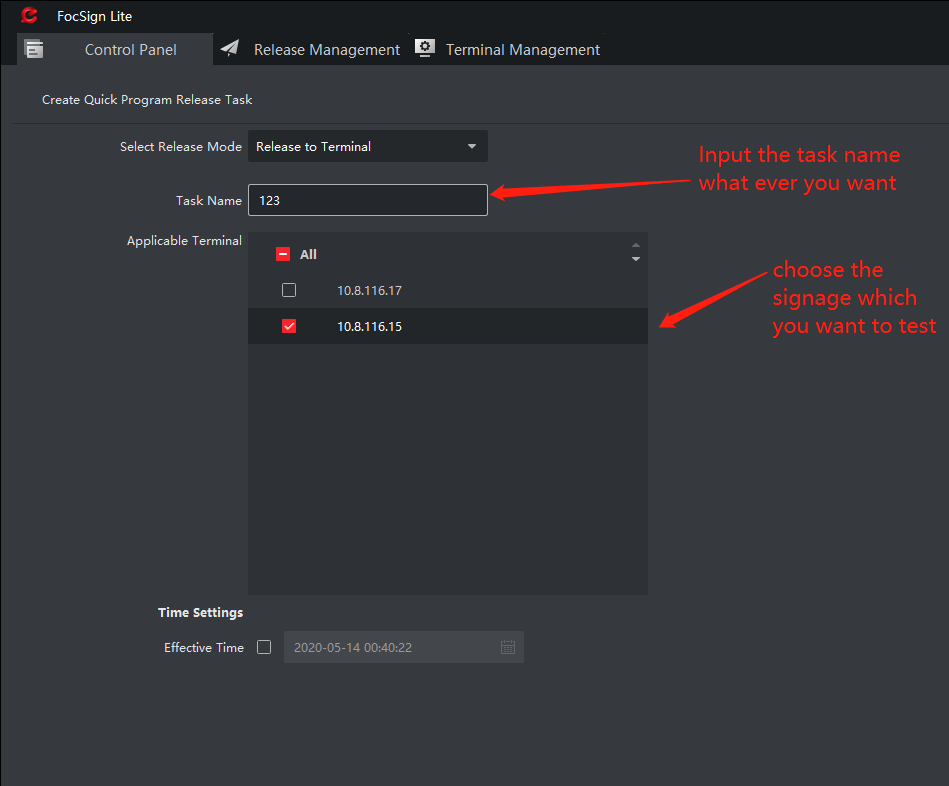 FocSign Lite
Control Panel
Release Management
Terminal Management
Create Quick Program Release Task
Select Release Mode
Release to Terminal
Input the task name
what ever you want
Task Name
123
Applicable Terminal
All
10.8.116.17
10.8.116.15
choose the
signage which
you want to test
Time Settings
Effective Time
2020-05-14 00:40:22